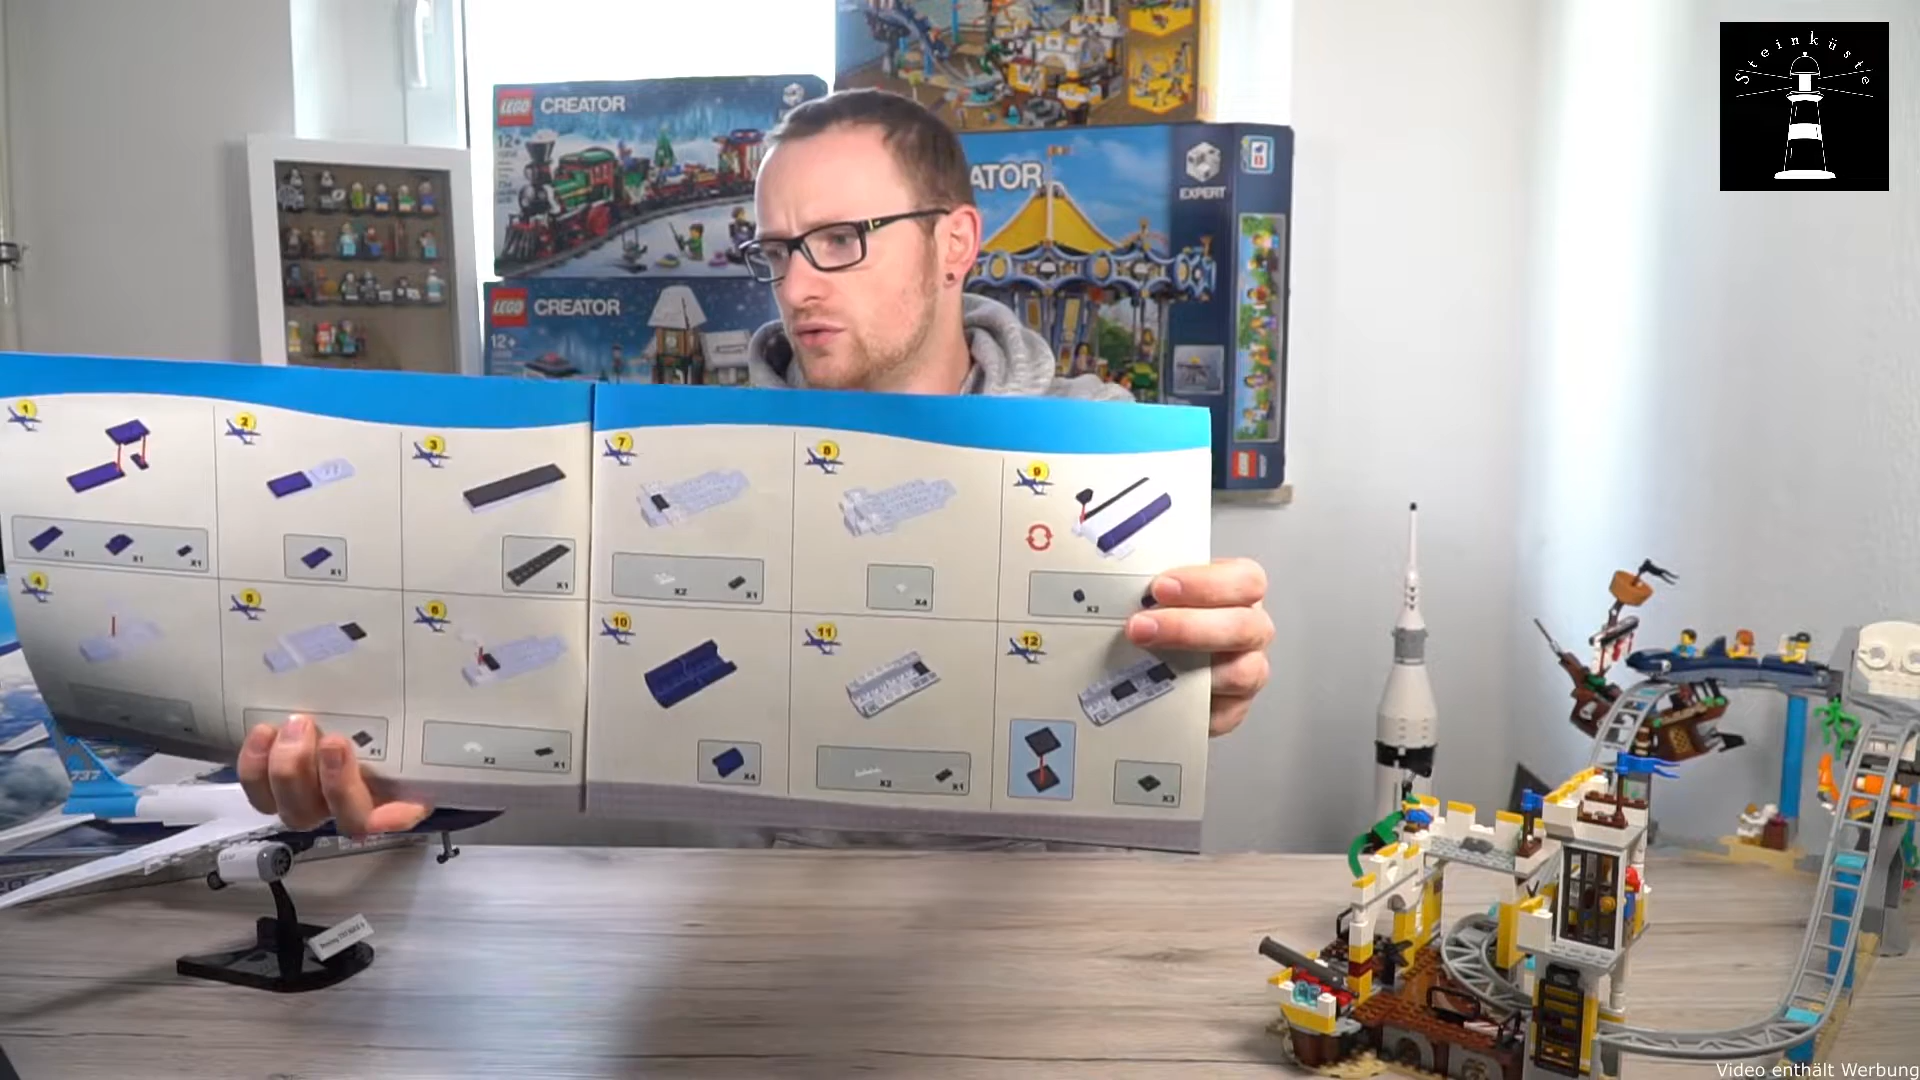 Steinküste
LEGO CREATOR
12+
CREATOR
EXPERT
LEGO CREATOR
12+
LEGO
1
2
3
7
8
9
X1
X1
X1
X1
X1
X2
X1
X4
X2
4
5
6
10
11
12
X1
X2
X1
X4
X2
X1
X3
737
Video enthält Werbung